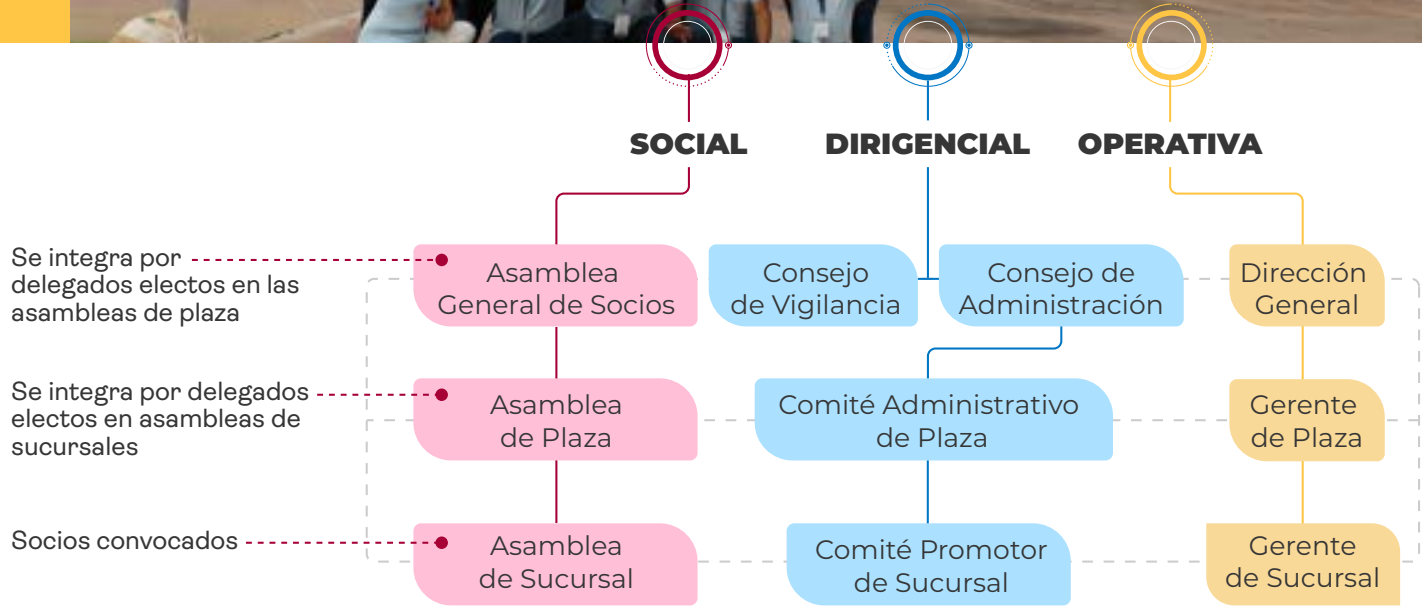 SOCIAL
DIRIGENCIAL
OPERATIVA
Se integra por
delegados electos en las
asambleas de plaza
Asamblea
General de Socios
Consejo
de Vigilancia
Consejo de
Administración
Dirección
General
Se integra por delegados
electos en asambleas de
sucursales
Asamblea
de Plaza
Comité Administrativo
de Plaza
Gerente
de Plaza
Socios convocados
Asamblea
de Sucursal
Comité Promotor
de Sucursal
Gerente
de Sucursal